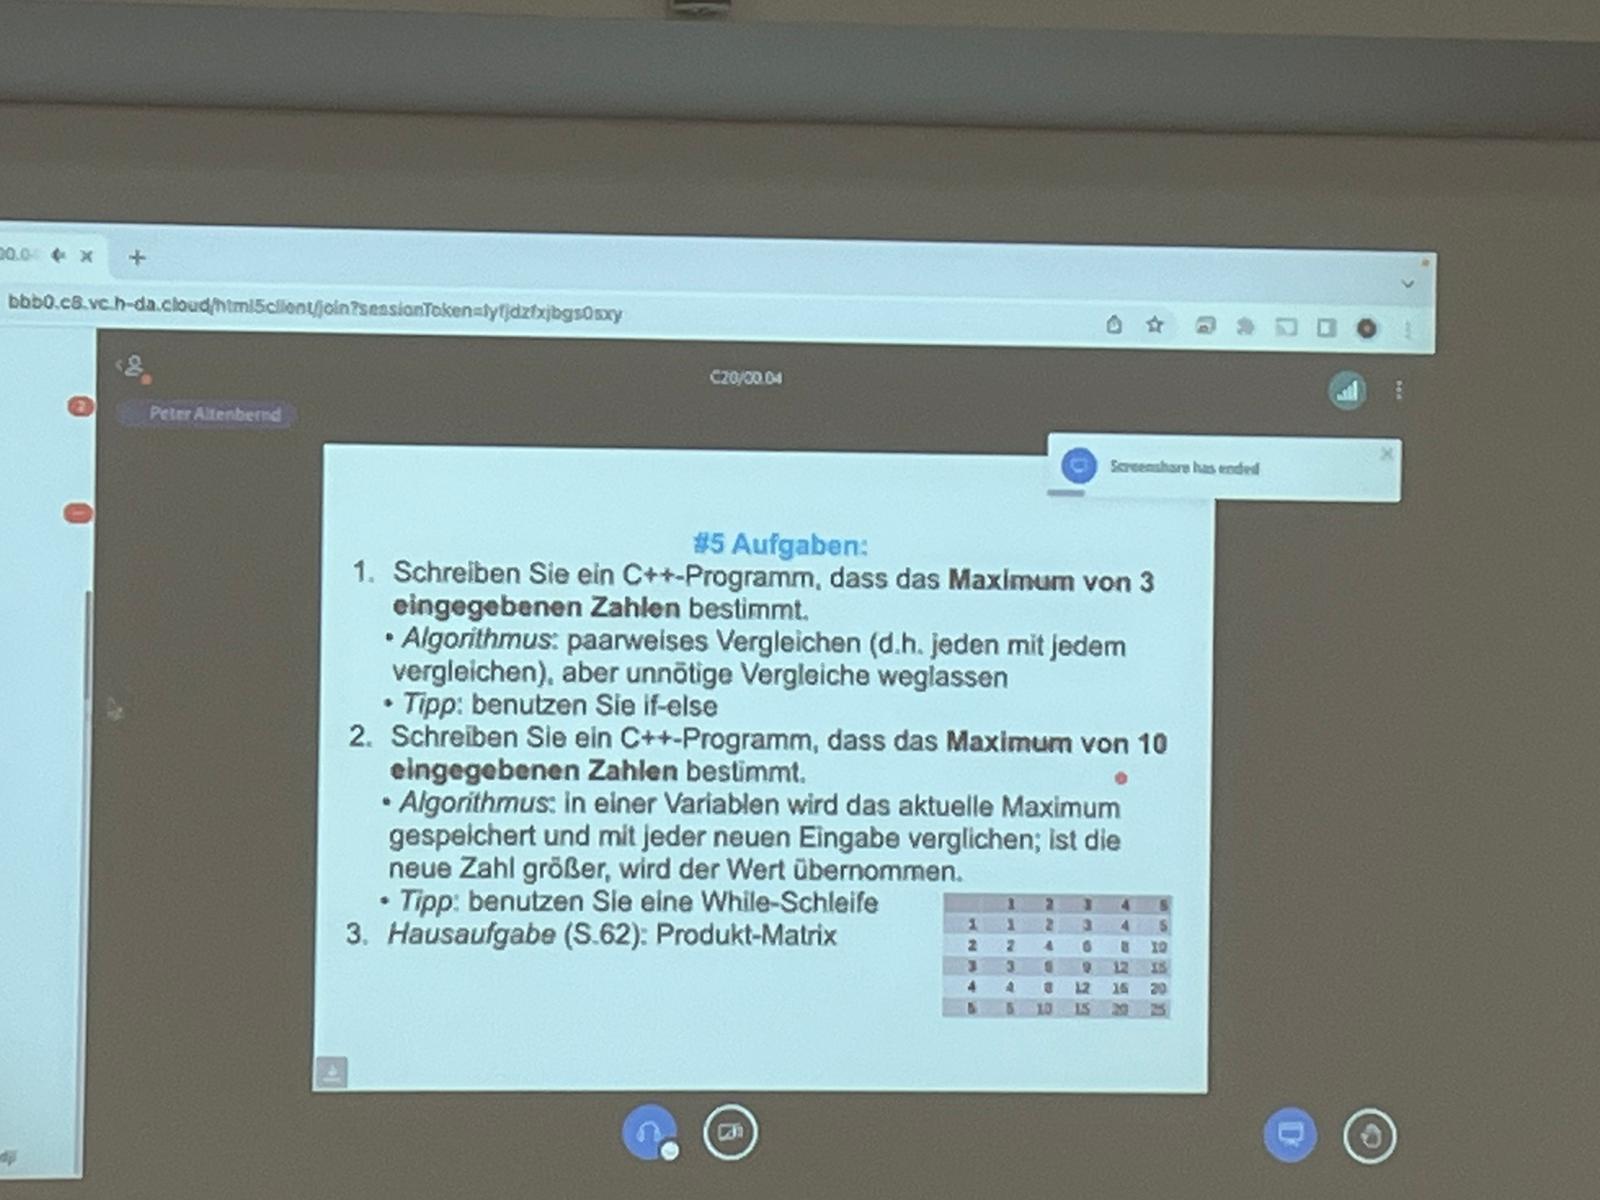 00.0
bbb0.c8.vc.h-da.cloud/html5client/join?sessionToken=
C20/00.04
2
Peter Altenbernd
Screenshare has ended
#5 Aufgaben:
1. Schreiben Sie ein C++-Programm, dass das Maximum von 3
eingegebenen Zahlen bestimmt.
• Algorithmus: paarweises Vergleichen (d.h. jeden mit jedem
vergleichen), aber unnötige Vergleiche weglassen
• Tipp: benutzen Sie if-else
2. Schreiben Sie ein C++-Programm, dass das Maximum von 10
eingegebenen Zahlen bestimmt.
• Algorithmus: in einer Variablen wird das aktuelle Maximum
gespeichert und mit jeder neuen Eingabe verglichen; ist die
neue Zahl größer, wird der Wert übernommen.
• Tipp: benutzen Sie eine While-Schleife
3. Hausaufgabe (S.62): Produkt-Matrix
1 2 3 4 5
1 1 2 3 4 5
2 2 4 6 8 10
3 3 6 9 12 15
4 4 8 12 16 20
5 5 10 15 20 25